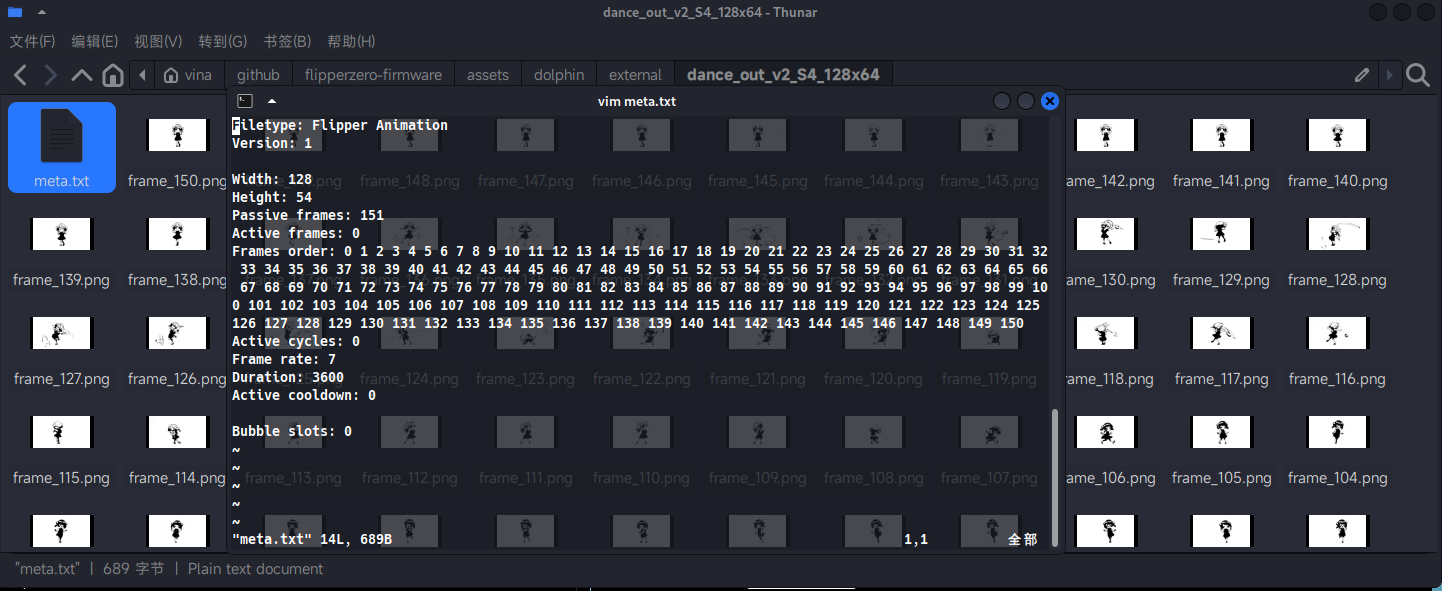 dance_out_v2_S4_128x64 - Thunar
文件(F) 编辑(E) 视图(V) 转到(G) 书签(B) 帮助(H)
vina github flipperzero-firmware assets dolphin external dance_out_v2_S4_128x64
vim meta.txt
Filetype: Flipper Animation
Version: 1
Width: 128
Height: 54
Passive frames: 151
Active frames: 0
Frames order: 0 1 2 3 4 5 6 7 8 9 10 11 12 13 14 15 16 17 18 19 20 21 22 23 24 25 26 27 28 29 30 31 32
33 34 35 36 37 38 39 40 41 42 43 44 45 46 47 48 49 50 51 52 53 54 55 56 57 58 59 60 61 62 63 64 65 66
67 68 69 70 71 72 73 74 75 76 77 78 79 80 81 82 83 84 85 86 87 88 89 90 91 92 93 94 95 96 97 98 99 10
0 101 102 103 104 105 106 107 108 109 110 111 112 113 114 115 116 117 118 119 120 121 122 123 124 125
126 127 128 129 130 131 132 133 134 135 136 137 138 139 140 141 142 143 144 145 146 147 148 149 150
Active cycles: 0
Frame rate: 7
Duration: 3600
Active cooldown: 0
Bubble slots: 0
~
~
~
~
~
"meta.txt" 14L, 689B 1,1 全部
meta.txt frame_150.png frame_148.png frame_147.png frame_146.png frame_145.png frame_144.png frame_143.png ame_142.png frame_141.png frame_140.png
frame_139.png frame_138.png ame_130.png frame_129.png frame_128.png
frame_127.png frame_126.png frame_124.png frame_123.png frame_122.png frame_121.png frame_120.png frame_119.png ame_118.png frame_117.png frame_116.png
frame_115.png frame_114.png frame_113.png frame_112.png frame_111.png frame_110.png frame_109.png frame_108.png frame_107.png ame_106.png frame_105.png frame_104.png
"meta.txt" | 689 字节 | Plain text document